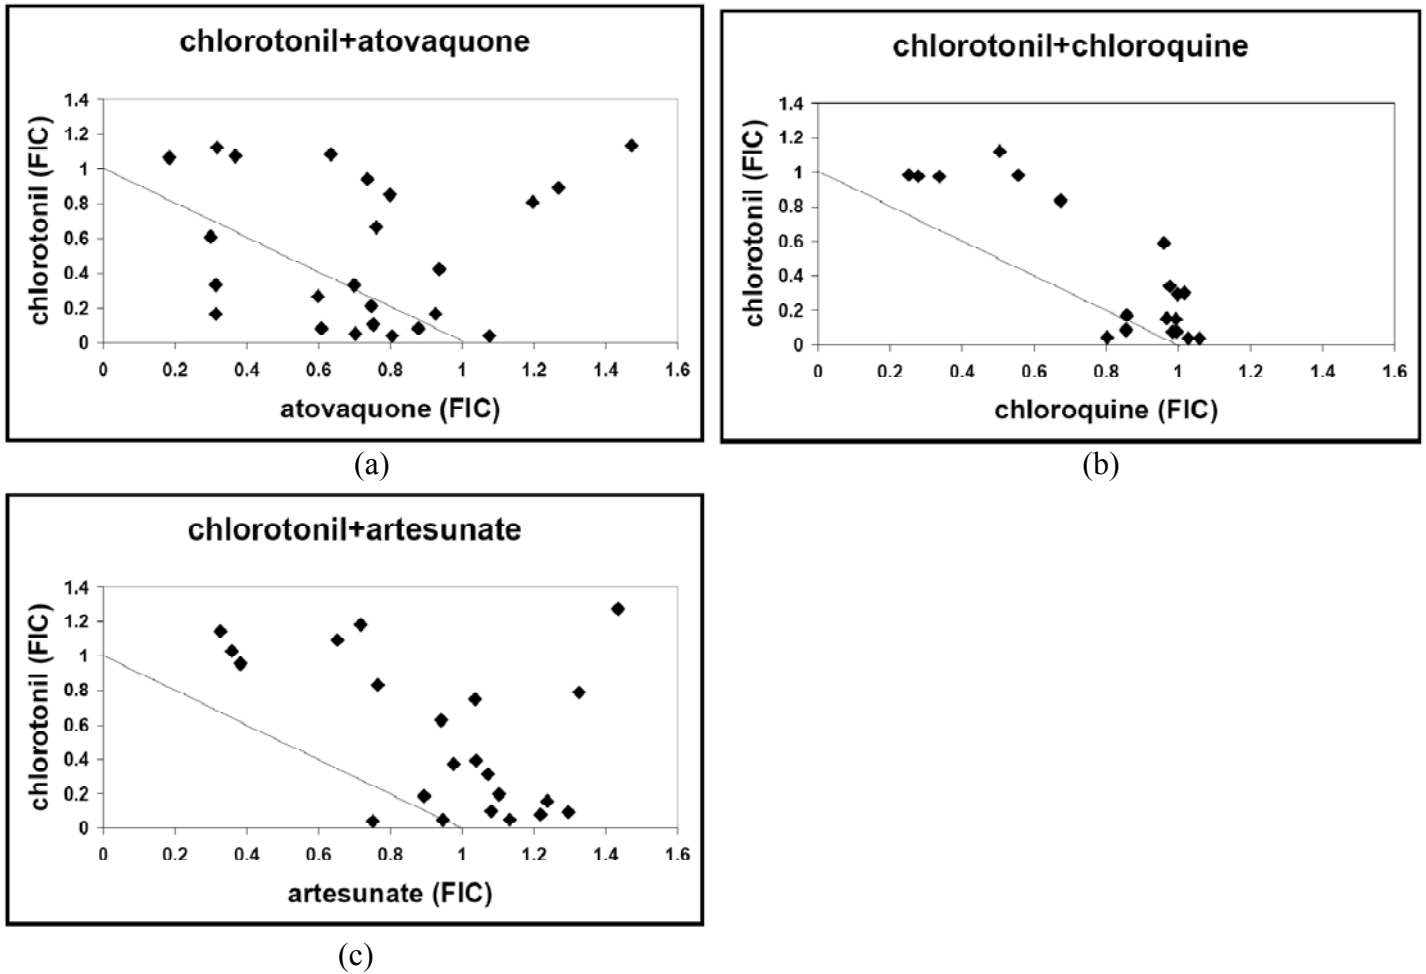 chlorotonil+atovaquone
chlorotonil (FIC)
1.4
1.2
1
0.8
0.6
0.4
0.2
0
0 0.2 0.4 0.6 0.8 1 1.2 1.4 1.6
atovaquone (FIC)
(a)
chlorotonil+chloroquine
chlorotonil (FIC)
1.4
1.2
1
0.8
0.6
0.4
0.2
0
0 0.2 0.4 0.6 0.8 1 1.2 1.4 1.6
chloroquine (FIC)
(b)
chlorotonil+artesunate
chlorotonil (FIC)
1.4
1.2
1
0.8
0.6
0.4
0.2
0
0 0.2 0.4 0.6 0.8 1 1.2 1.4 1.6
artesunate (FIC)
(c)